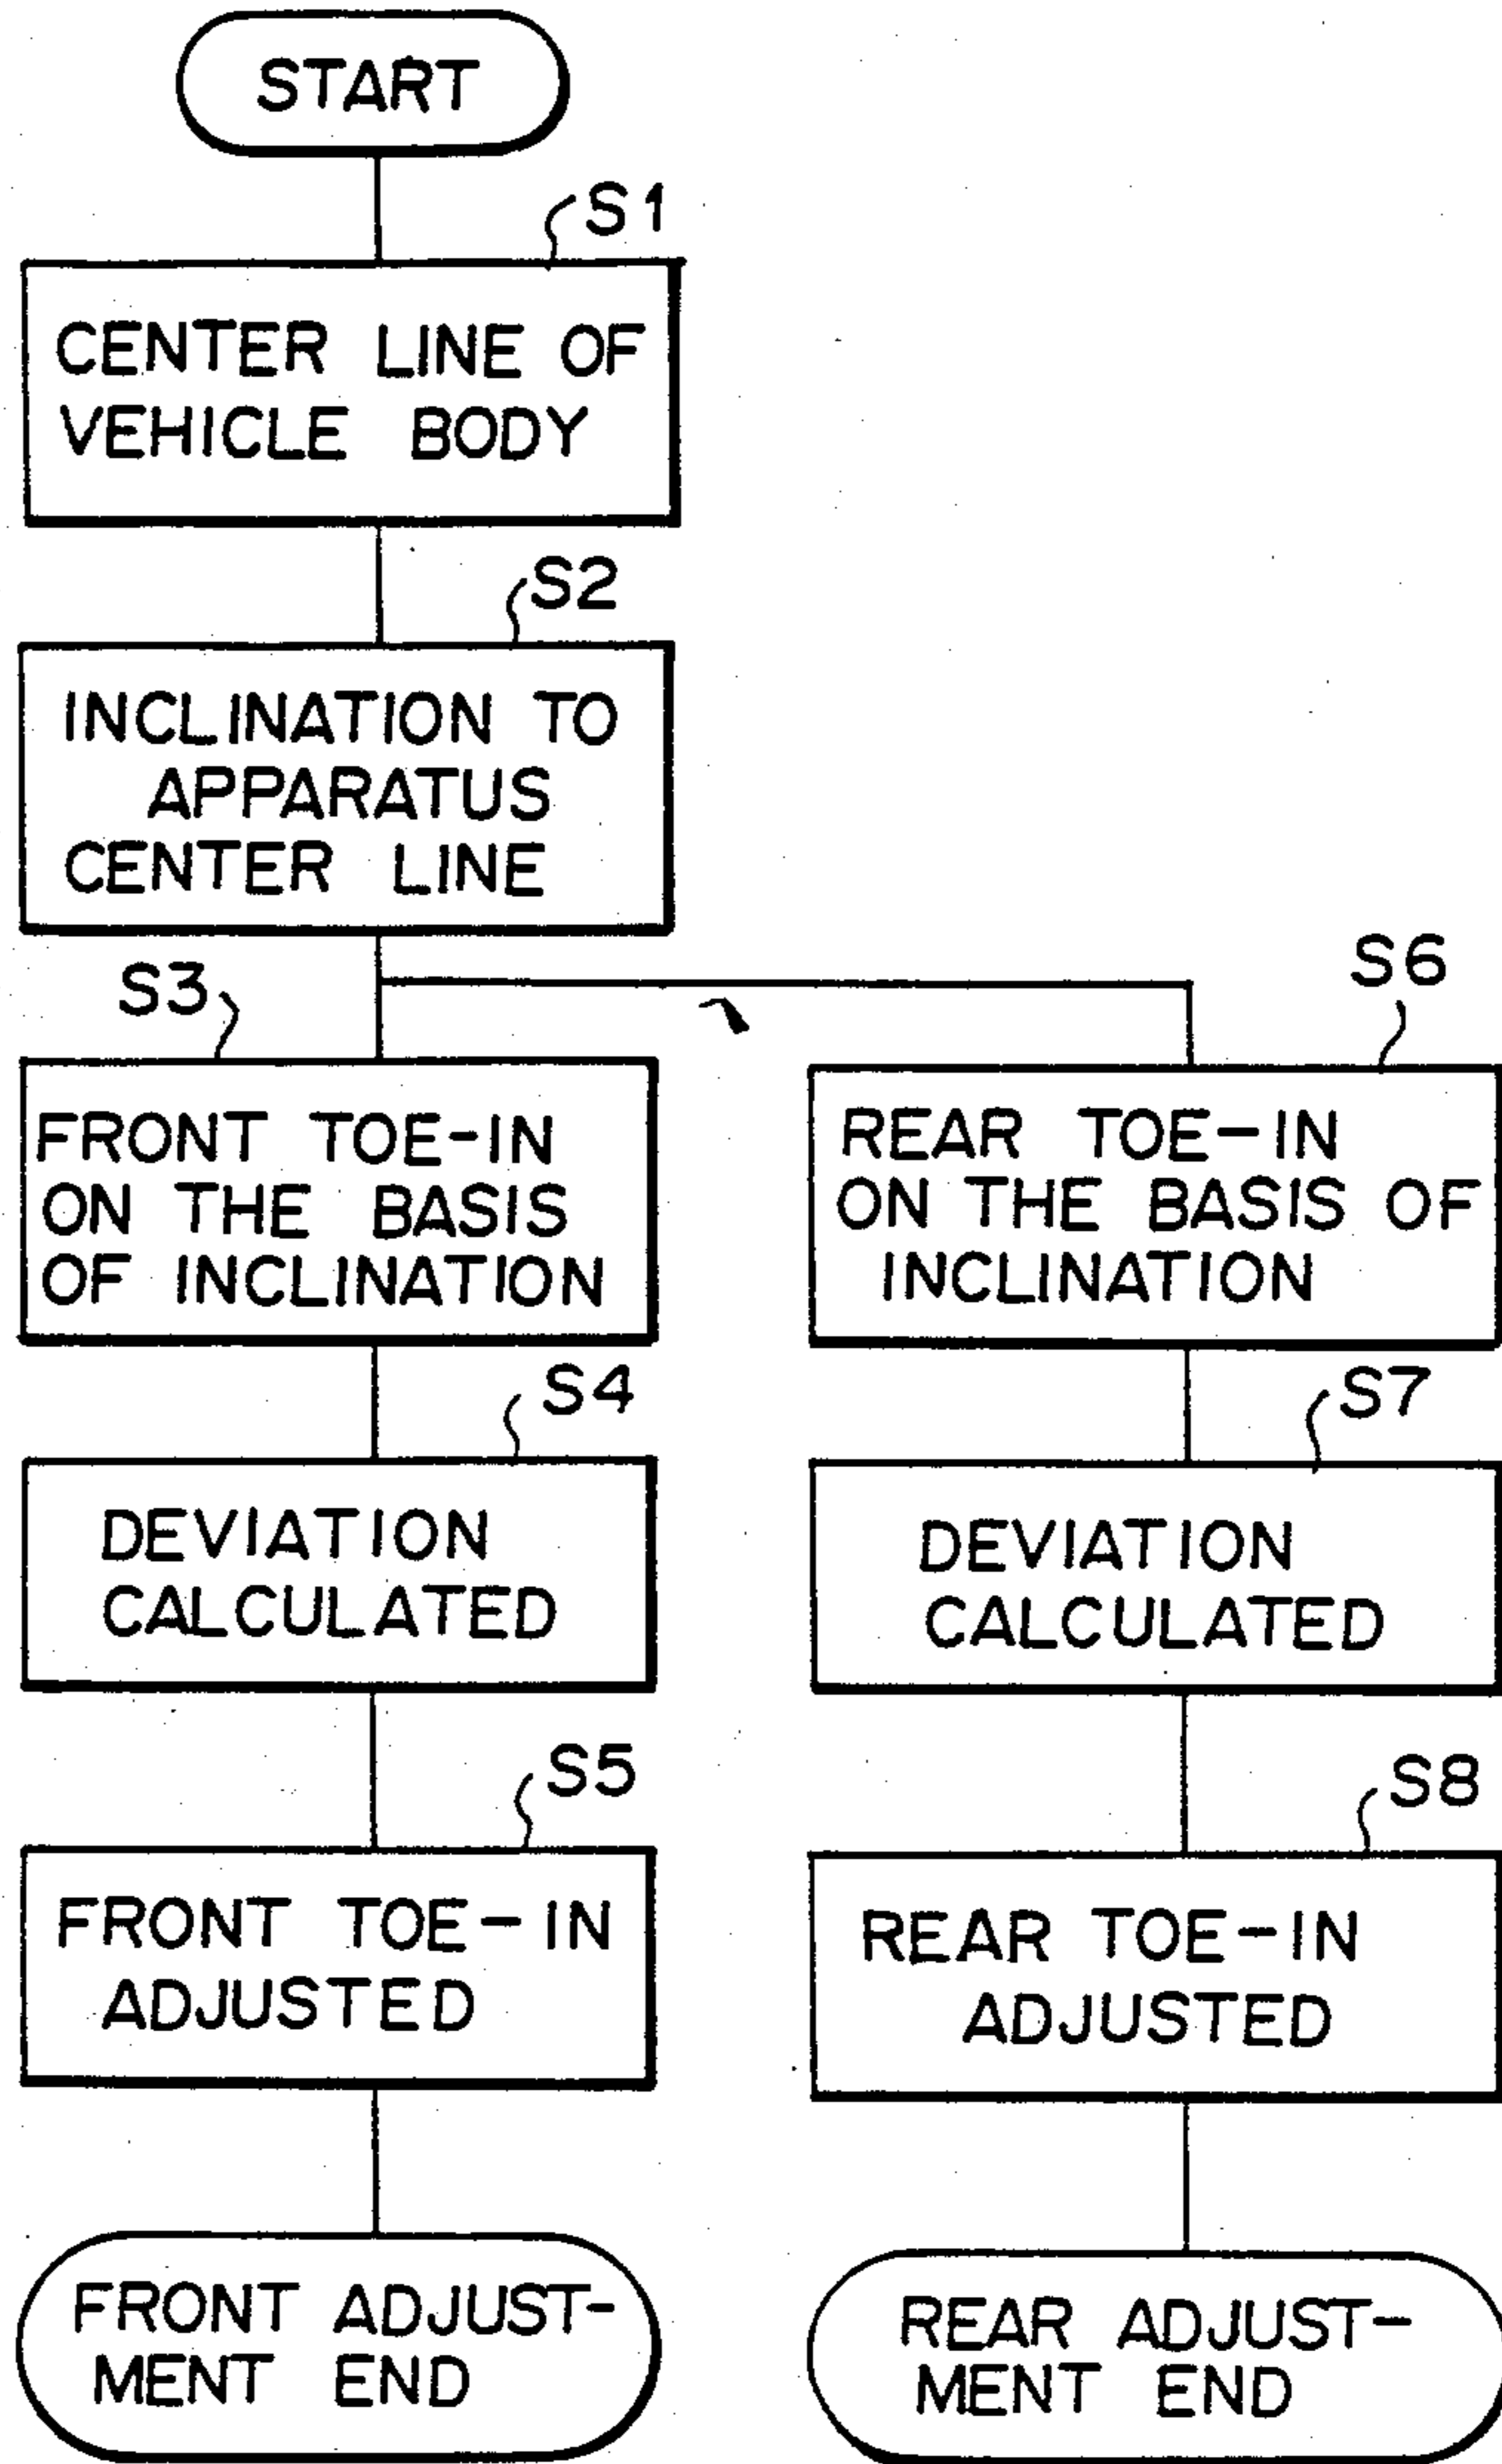 START
S1
CENTER LINE OF
VEHICLE BODY
S2
INCLINATION TO
APPARATUS
CENTER LINE
S3
FRONT TOE-IN
ON THE BASIS
OF INCLINATION
S4
DEVIATION
CALCULATED
S5
FRONT TOE-IN
ADJUSTED
FRONT ADJUST-
MENT END
S6
REAR TOE-IN
ON THE BASIS OF
INCLINATION
S7
DEVIATION
CALCULATED
S8
REAR TOE-IN
ADJUSTED
REAR ADJUST-
MENT END